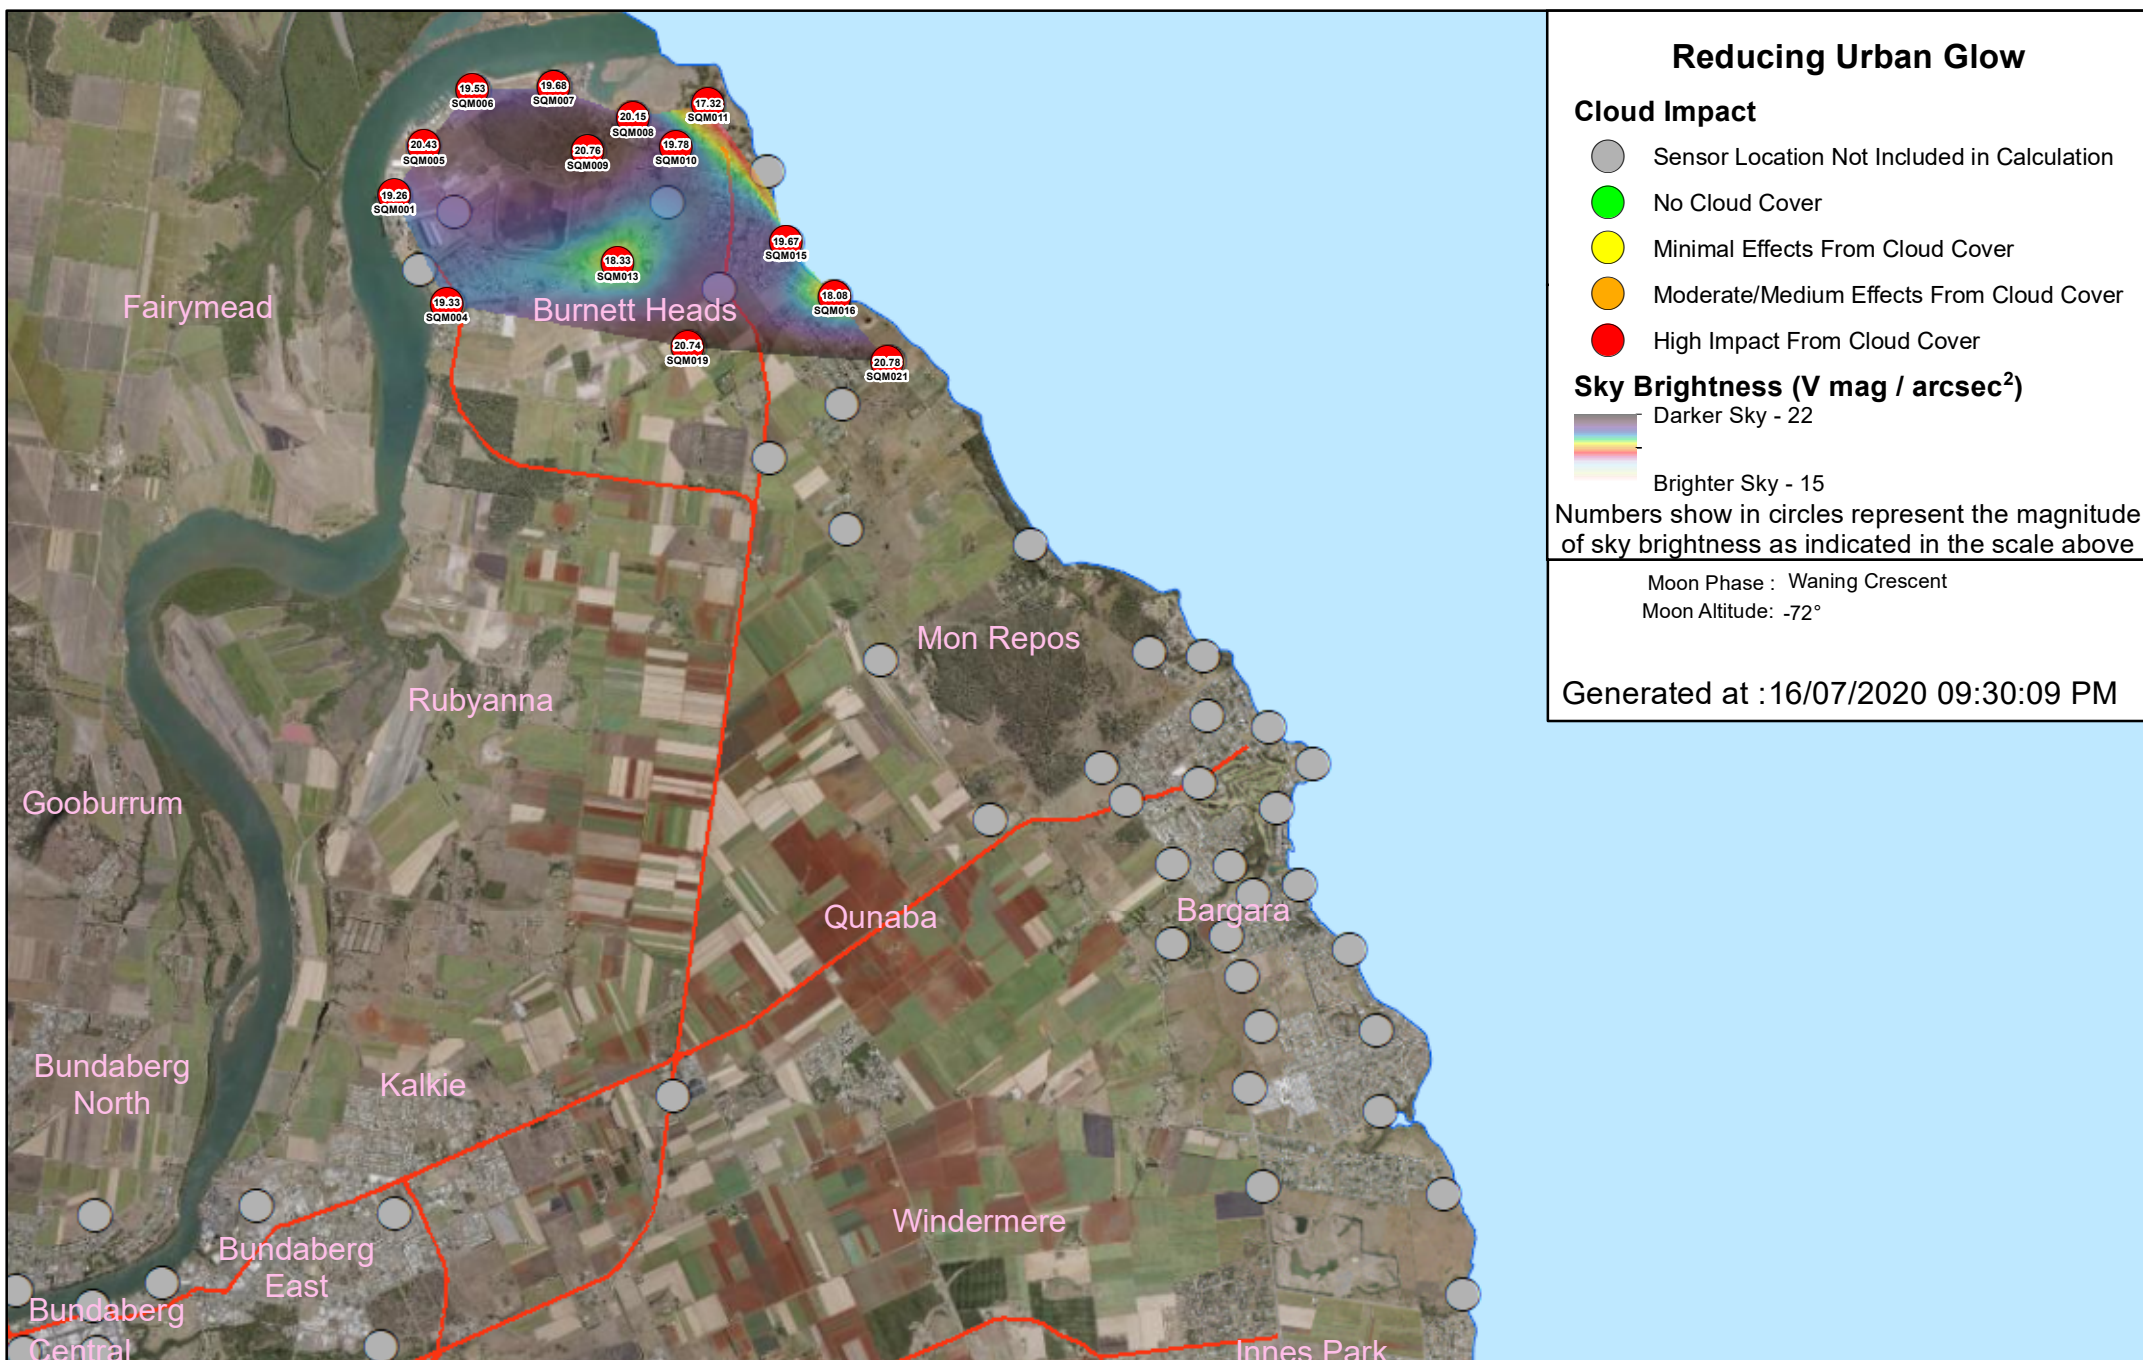 Reducing Urban Glow
Cloud Impact
Sensor Location Not Included in Calculation
No Cloud Cover
Minimal Effects From Cloud Cover
Moderate/Medium Effects From Cloud Cover
High Impact From Cloud Cover
Sky Brightness (V mag / arcsec²)
Darker Sky - 22
Brighter Sky - 15
Numbers show in circles represent the magnitude
of sky brightness as indicated in the scale above
Moon Phase : Waning Crescent
Moon Altitude: -72°
Generated at :16/07/2020 09:30:09 PM
19.53
SQM006
19.68
SQM007
20.15
SQM008
17.32
SQM011
20.43
SQM005
20.76
SQM009
19.78
SQM010
19.26
SQM001
19.67
SQM015
18.33
SQM013
18.08
SQM016
19.33
SQM004
20.74
SQM019
20.78
SQM021
Fairymead
Burnett Heads
Mon Repos
Rubyanna
Gooburrum
Qunaba
Bargara
Bundaberg
North
Kalkie
Windermere
Bundaberg
East
Bundaberg
Central
Innes Park